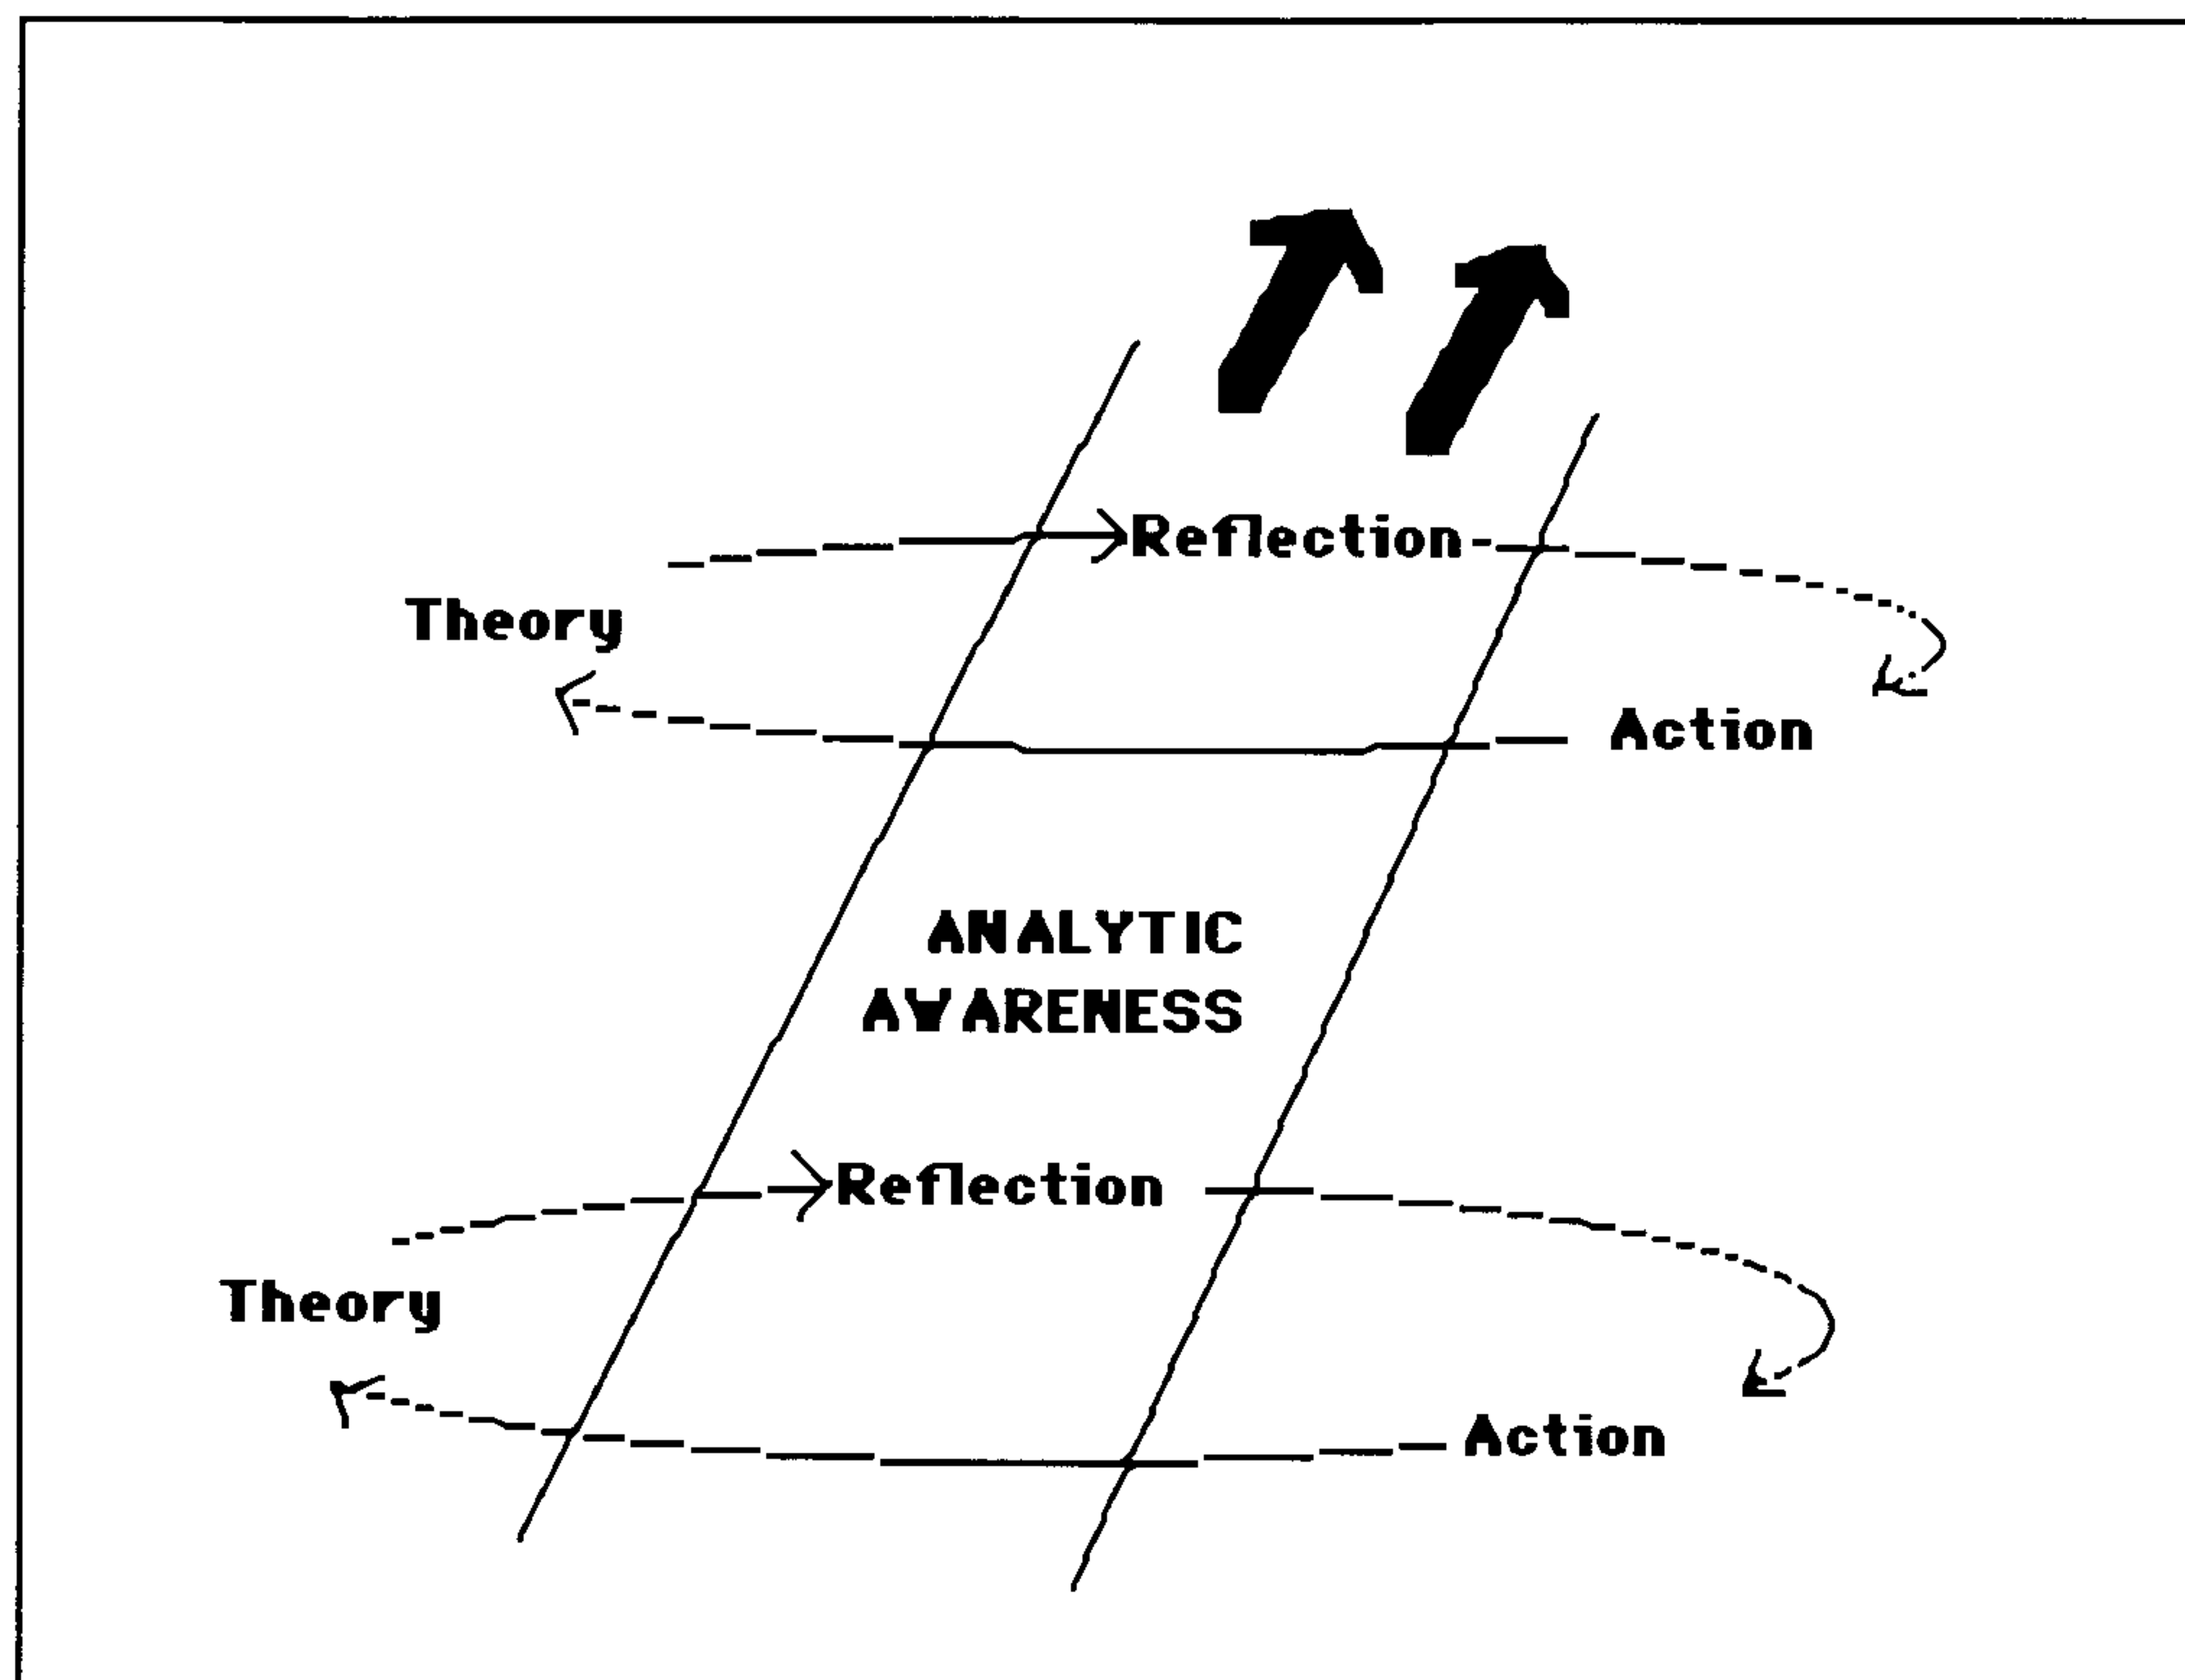 Reflection
Theory
Action
ANALYTIC
AWARENESS
Reflection
Theory
Action